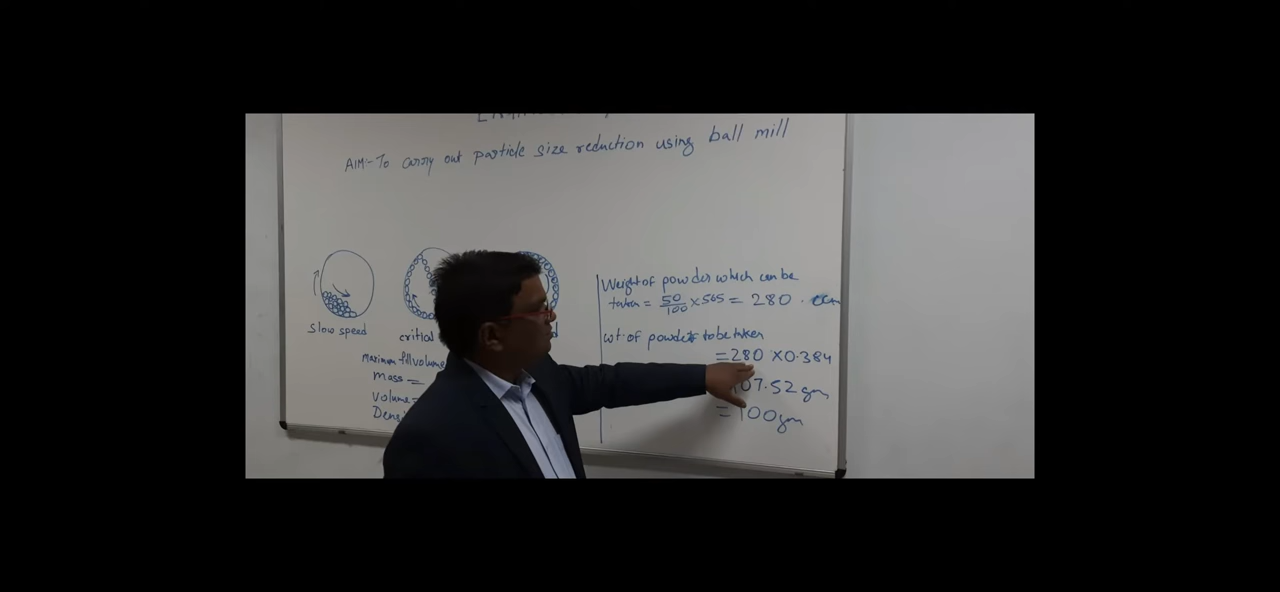 AIM:- To carry out particle size reduction using ball mill
slow speed
critical
Maximum fill volume
mass =
Volume =
Weight of powder which can be
taken = 50/100 × 565 = 280 .
wt. of powder to be taken
= 280 × 0.384
107.52 gm
= 100 gm